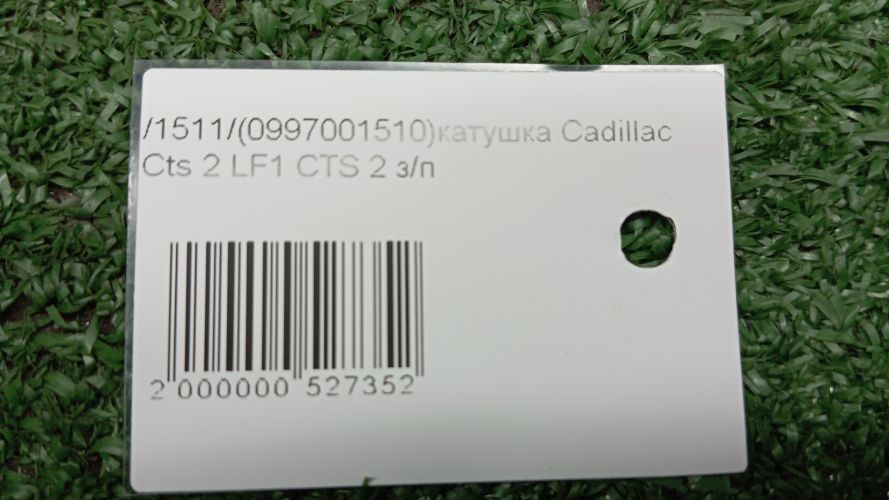 /1511/(0997001510)катушка Cadillac
Cts 2 LF1 CTS 2 з/п
2 000000 527352